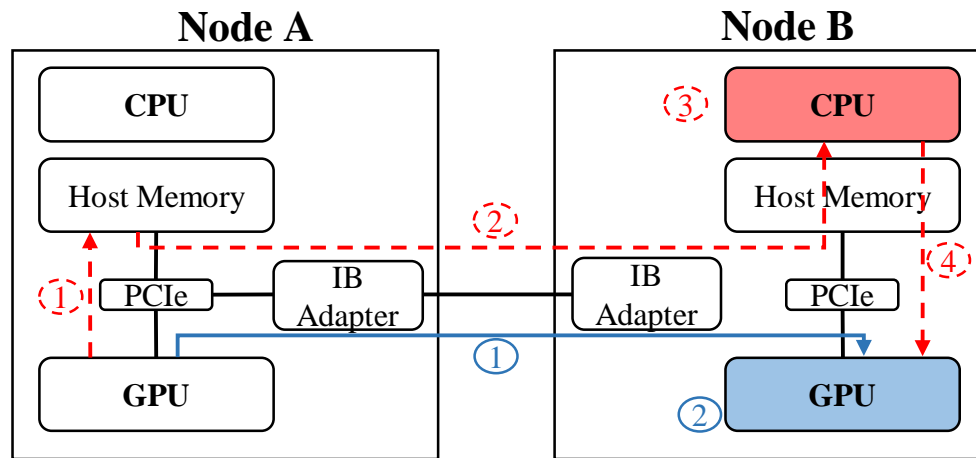 Node A
CPU
Host Memory
1
PCIe
IB
Adapter
GPU
2
1
Node B
3
CPU
Host Memory
4
IB
Adapter
PCIe
2
GPU